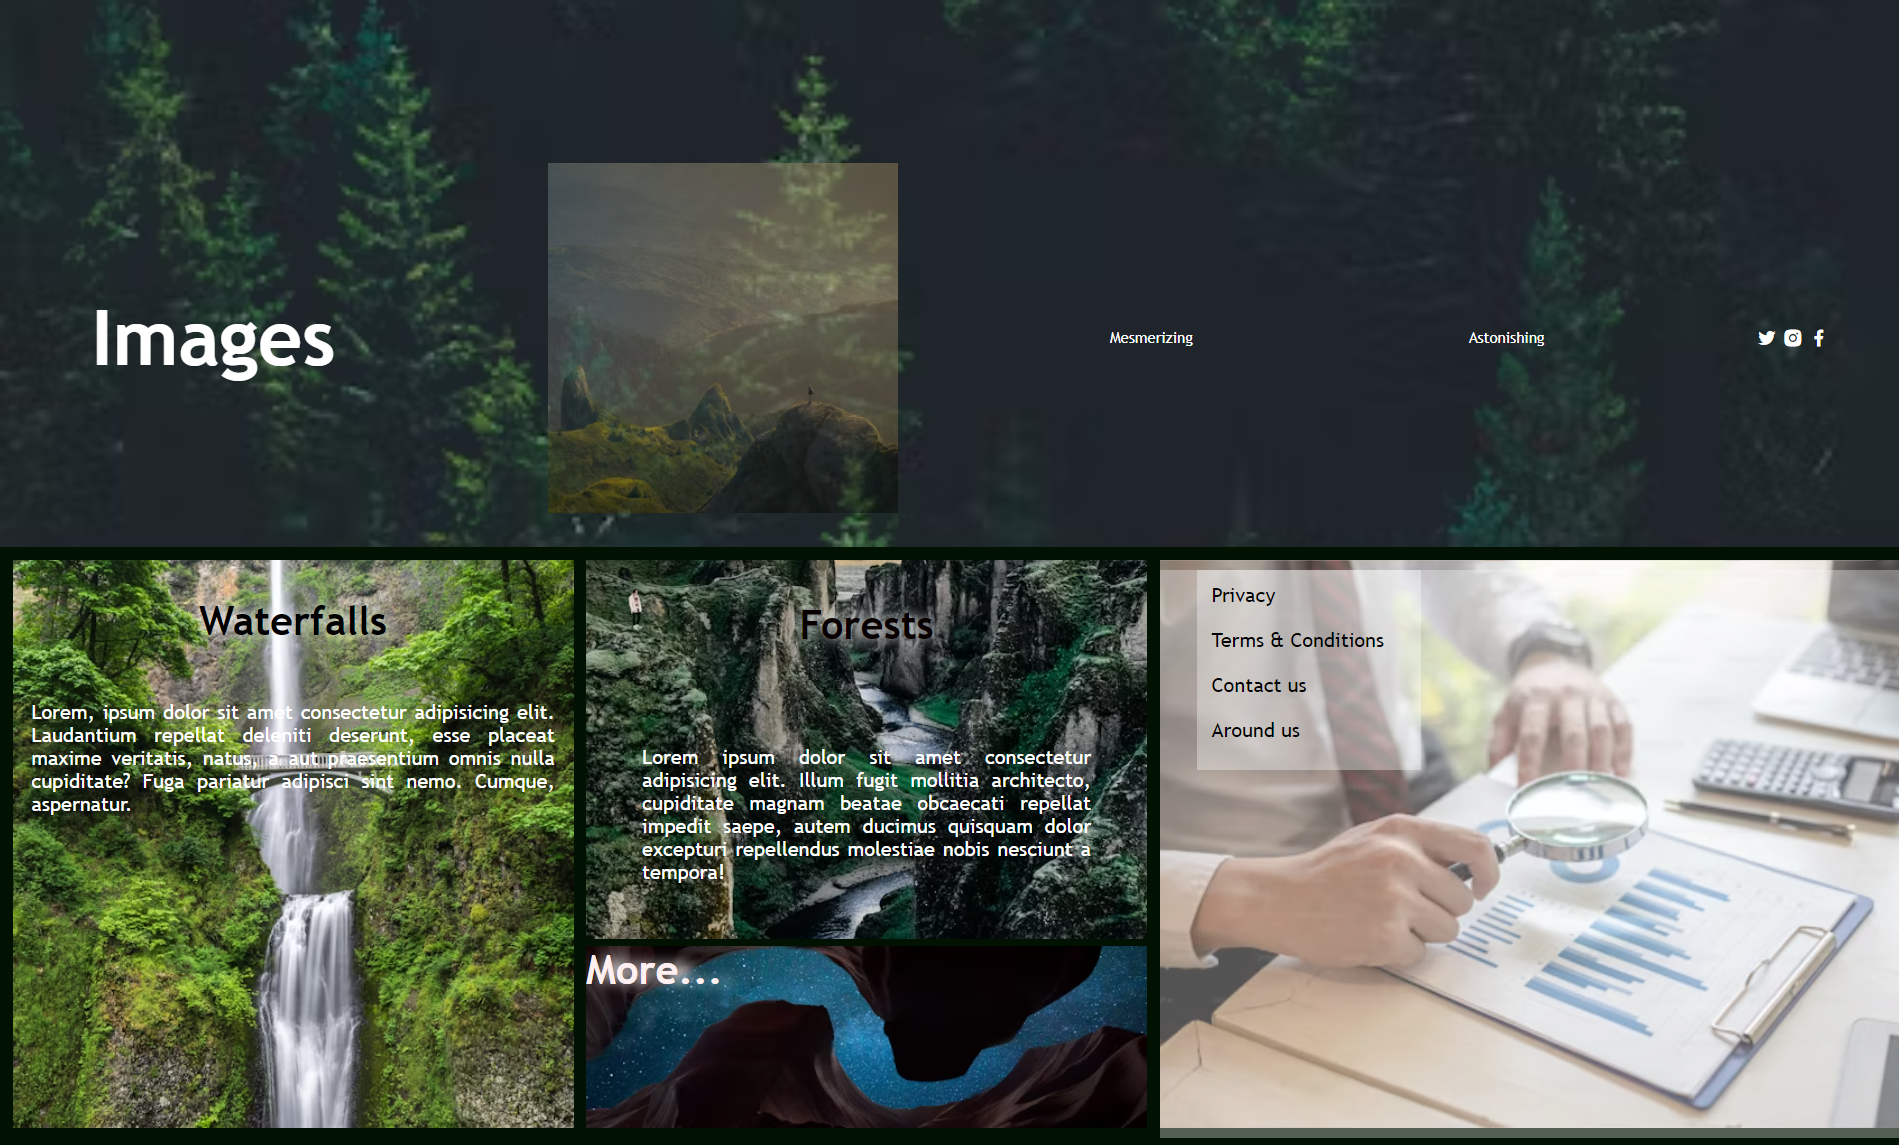 Images
Mesmerizing
Astonishing
Waterfalls
Lorem, ipsum dolor sit amet consectetur adipisicing elit.
Laudantium repellat deleniti deserunt, esse placeat
maxime veritatis, natus, a aut praesentium omnis nulla
cupiditate? Fuga pariatur adipisci sint nemo. Cumque,
aspernatur.
Forests
Lorem ipsum dolor sit amet consectetur
adipisicing elit. Illum fugit mollitia architecto,
cupiditate magnam beatae obcaecati repellat
impedit saepe, autem ducimus quisquam dolor
excepturi repellendus molestiae nobis nesciunt a
tempora!
More...
Privacy
Terms & Conditions
Contact us
Around us